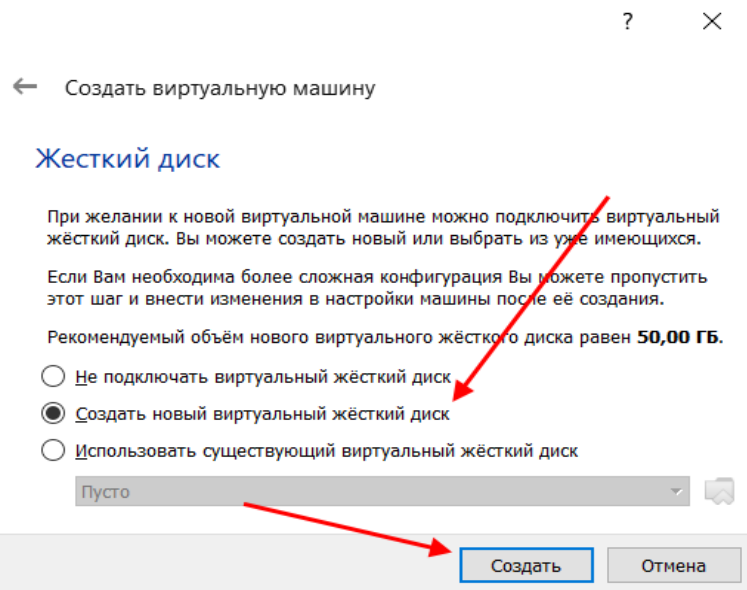 ?
Создать виртуальную машину
Жесткий диск
При желании к новой виртуальной машине можно подключить виртуальный
жёсткий диск. Вы можете создать новый или выбрать из уже имеющихся.
Если Вам необходима более сложная конфигурация Вы можете пропустить
этот шаг и внести изменения в настройки машины после её создания.
Рекомендуемый объём нового виртуального жёсткого диска равен 50,00 ГБ.
Не подключать виртуальный жёсткий диск
Создать новый виртуальный жёсткий диск
Использовать существующий виртуальный жёсткий диск
Пусто
Создать
Отмена